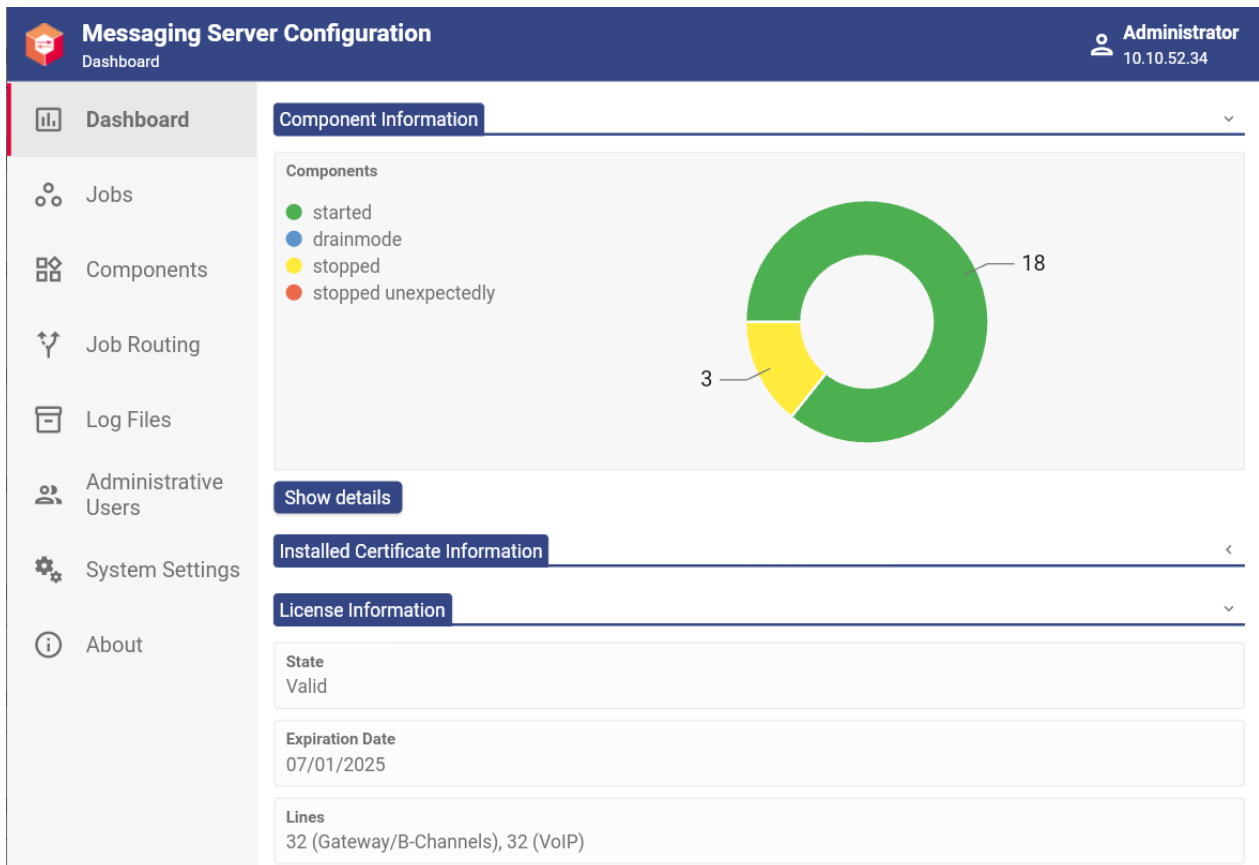 Messaging Server Configuration
Dashboard
Administrator
10.10.52.34
Dashboard
Jobs
Components
Job Routing
Log Files
Administrative
Users
System Settings
About
Component Information
Components
started
drainmode
stopped
stopped unexpectedly
18
3
Show details
Installed Certificate Information
License Information
State
Valid
Expiration Date
07/01/2025
Lines
32 (Gateway/B-Channels), 32 (VoIP)